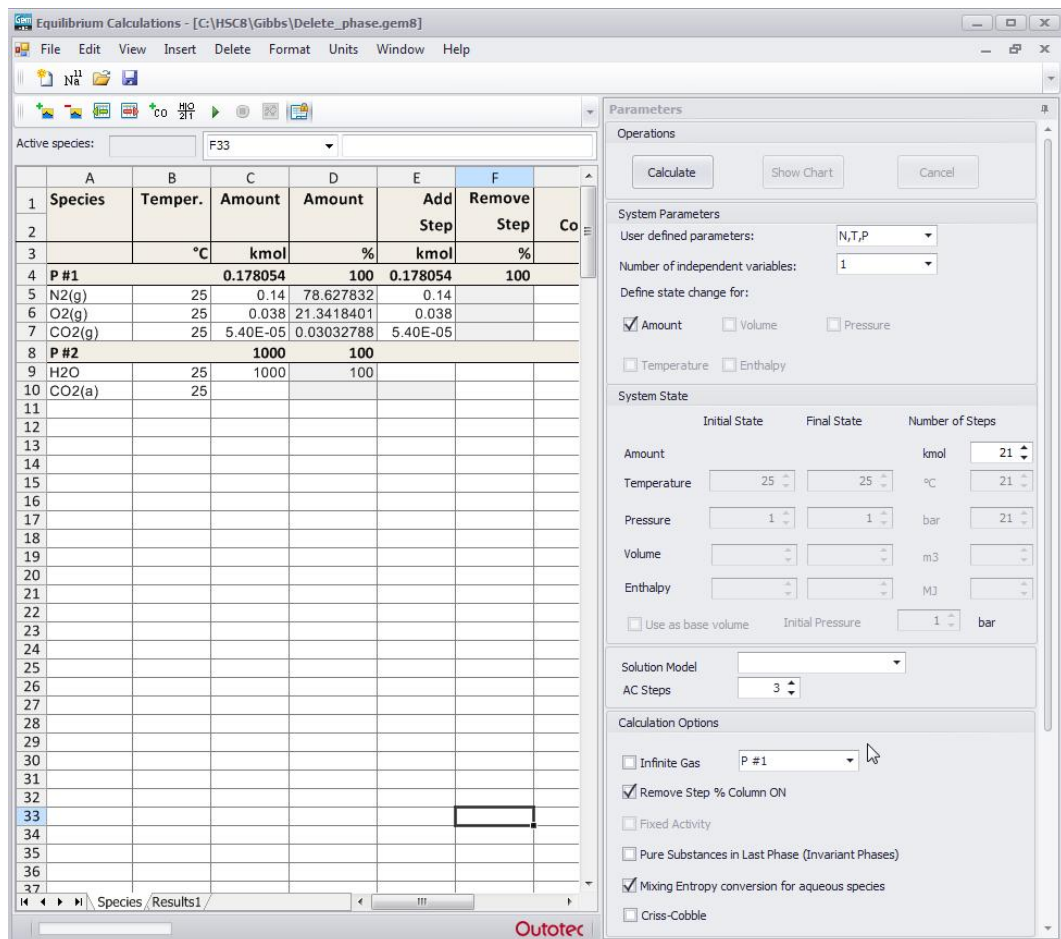 Equilibrium Calculations - [C:\HSC8\Gibbs\Delete_phase.gem8]
File Edit View Insert Delete Format Units Window Help
Active species: F33
A B C D E F
1 Species Temper. Amount Amount Add Remove
2 Step Step Co
3 °C kmol % kmol %
4 P #1 0.178054 100 0.178054 100
5 N2(g) 25 0.14 78.627832 0.14
6 O2(g) 25 0.038 21.3418401 0.038
7 CO2(g) 25 5.40E-05 0.03032788 5.40E-05
8 P #2 1000 100
9 H2O 25 1000 100
10 CO2(a) 25
11
12
13
14
15
16
17
18
19
20
21
22
23
24
25
26
27
28
29
30
31
32
33
34
35
36
37
Species Results1
Outotec
Parameters
Operations
Calculate Show Chart Cancel
System Parameters
User defined parameters: N,T,P
Number of independent variables: 1
Define state change for:
Amount Volume Pressure
Temperature Enthalpy
System State
Initial State Final State Number of Steps
Amount kmol 21
Temperature 25 25 °C 21
Pressure 1 1 bar 21
Volume m3
Enthalpy MJ
Use as base volume Initial Pressure 1 bar
Solution Model
AC Steps 3
Calculation Options
Infinite Gas P #1
Remove Step % Column ON
Fixed Activity
Pure Substances in Last Phase (Invariant Phases)
Mixing Entropy conversion for aqueous species
Criss-Cobble